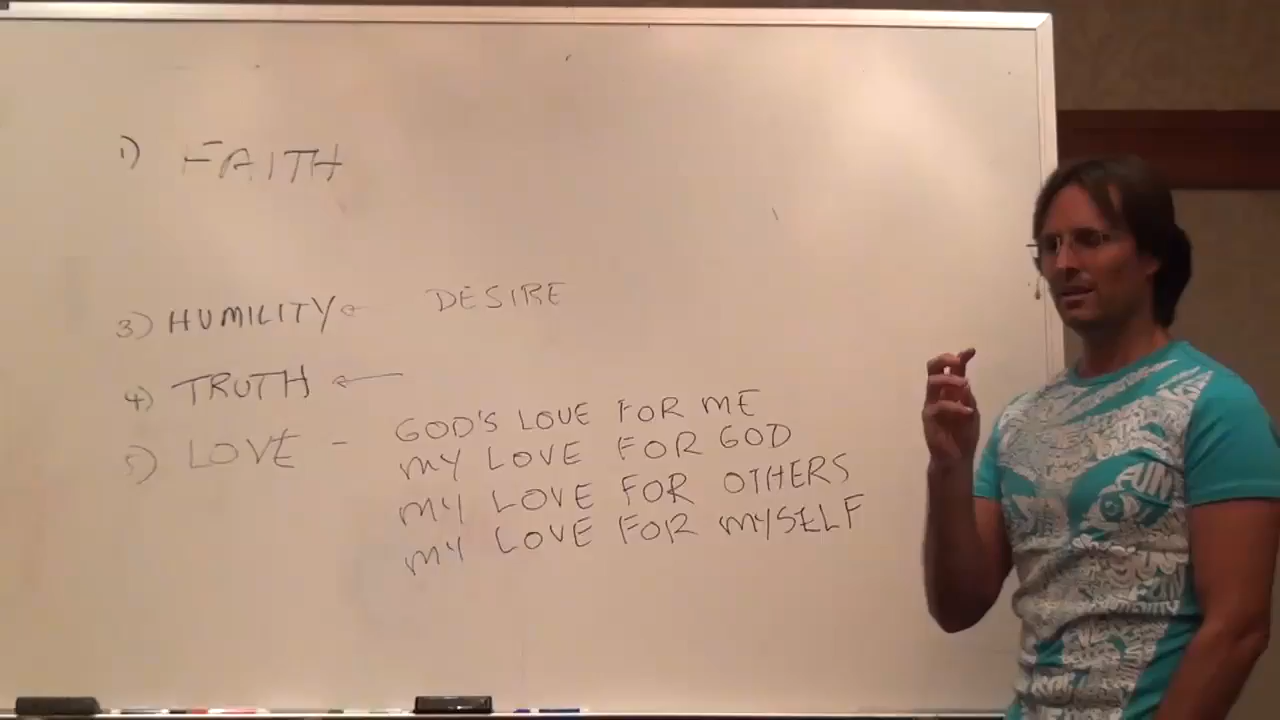 1) FAITH
3) HUMILITY ← DESIRE
4) TRUTH ←
5) LOVE - GOD'S LOVE FOR ME
MY LOVE FOR GOD
MY LOVE FOR OTHERS
MY LOVE FOR MYSELF